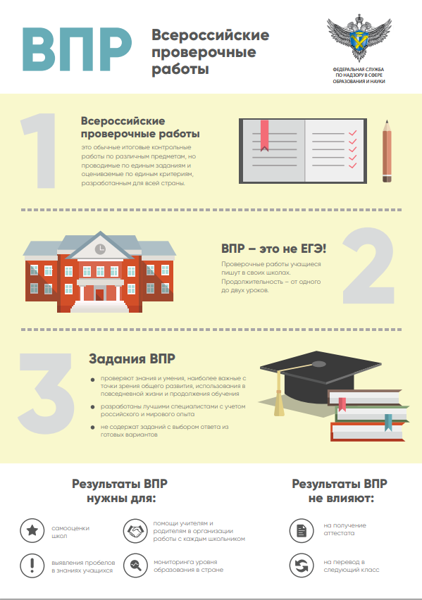 ВПР
Всероссийские
проверочные
работы
ФЕДЕРАЛЬНАЯ СЛУЖБА
ПО НАДЗОРУ В СФЕРЕ
ОБРАЗОВАНИЯ И НАУКИ
1
Всероссийские
проверочные работы
это обычные итоговые контрольные
работы по различным предметам, но
проводимые по единым заданиям и
оцениваемые по единым критериям,
разработанным для всей страны.
ВПР – это не ЕГЭ!
Проверочные работы учащиеся
пишут в своих школах.
Продолжительность – от одного
до двух уроков.
2
3
Задания ВПР
проверяют знания и умения, наиболее важные с
точки зрения общего развития, использования в
повседневной жизни и продолжения обучения
разработаны лучшими специалистами с учетом
российского и мирового опыта
не содержат заданий с выбором ответа из
готовых вариантов
Результаты ВПР
нужны для:
самооценки
школ
помощи учителям и
родителям в организации
работы с каждым школьником
выявления пробелов
в знаниях учащихся
мониторинга уровня
образования в стране
Результаты ВПР
не влияют:
на получение
аттестата
на перевод в
следующий класс